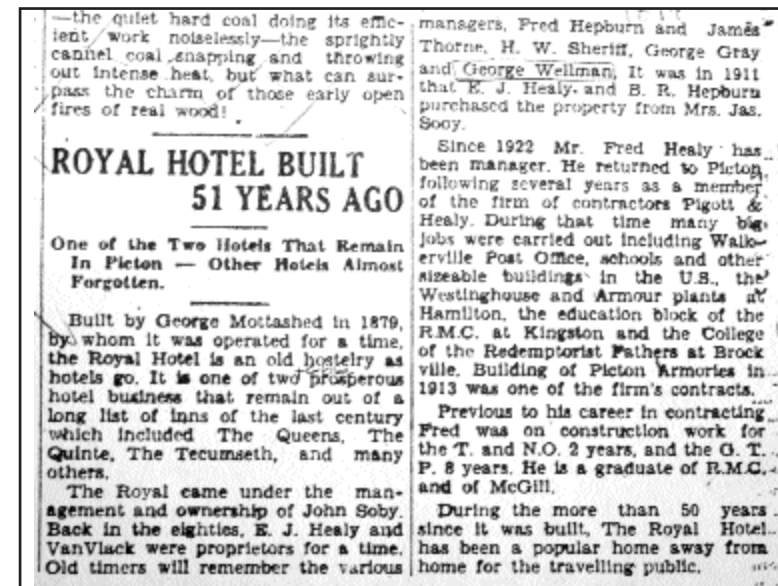 —the quiet hard coal doing its effic-
ient work noiselessly—the sprightly
cannel coal snapping and throwing
out intense heat, but what can sur-
pass the charm of those early open
fires of real wood!
ROYAL HOTEL BUILT
51 YEARS AGO
One of the Two Hotels That Remain
In Picton — Other Hotels Almost
Forgotten.
Built by George Mottashed in 1879,
by whom it was operated for a time,
the Royal Hotel is an old hostelry as
hotels go. It is one of two prosperous
hotel business that remain out of a
long list of inns of the last century
which included The Queens, The
Quinte, The Tecumseth, and many
others.
The Royal came under the man-
agement and ownership of John Soby.
Back in the eighties, E. J. Healy and
VanVlack were proprietors for a time.
Old timers will remember the various
managers, Fred Hepburn and James
Thorne, H. W. Sheriff, George Gray
and George Wellman. It was in 1911
that E. J. Healy and B. R. Hepburn
purchased the property from Mrs. Jas.
Sooy.
Since 1922 Mr. Fred Healy has
been manager. He returned to Picton
following several years as a member
of the firm of contractors Pigott &
Healy. During that time many big
jobs were carried out including Walk-
erville Post Office, schools and other
sizeable buildings in the U.S., the
Westinghouse and Armour plants at
Hamilton, the education block of the
R.M.C. at Kingston and the College
of the Redemptorist Fathers at Brock
ville. Building of Picton Armories in
1913 was one of the firm's contracts.
Previous to his career in contracting
Fred was on construction work for
the T. and N.O. 2 years, and the G. T.
P. 8 years. He is a graduate of R.M.C.
and of McGill.
During the more than 50 years
since it was built, The Royal Hotel
has been a popular home away from
home for the travelling public.